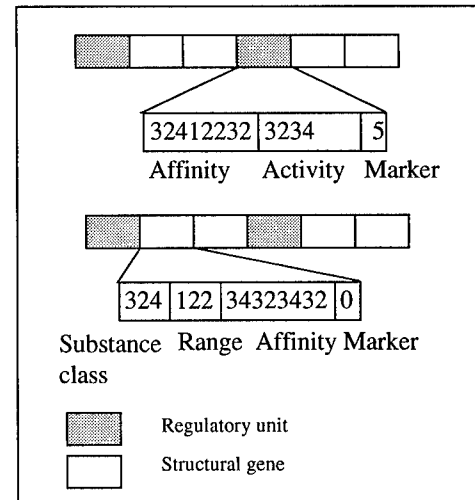 32412232 3234 5
Affinity Activity Marker
324 122 34323432 0
Substance class Range Affinity Marker
Regulatory unit
Structural gene